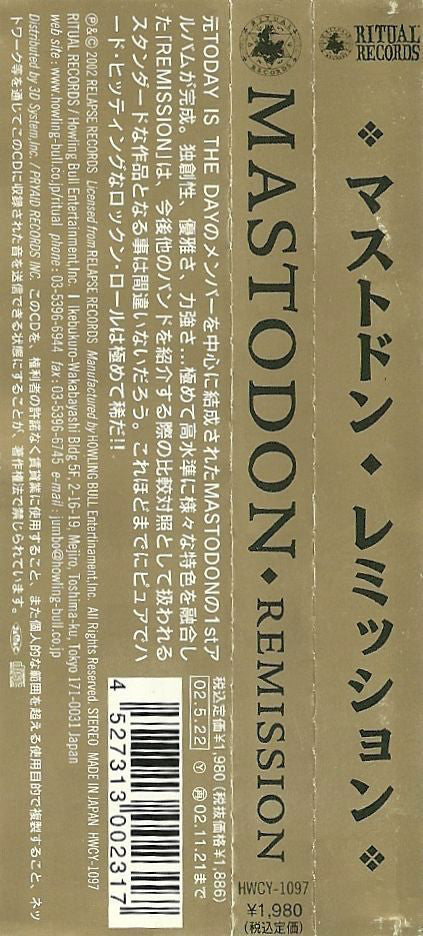 RITUAL
RECORDS
❖ マストドン◆レミッション ❖
MASTODON◆REMISSION
HWCY-1097
¥1,980
(税込定価)
元TODAY IS THE DAYのメンバーを中心に結成されたMASTODONの1stア
ルバムが完成。独創性、優雅さ、力強さ…極めて高水準に様々な特色を融合し
た「REMISSION」は、今後他のバンドを紹介する際の比較対照として扱われる
スタンダードな作品となる事は間違いないだろう。これほどまでにピュアでハ
ード・ヒッティングなロックン・ロールは極めて稀だ!!
税込定価¥1,980 (税抜価格¥1,886)
02.5.22 Ⓨ ㊢02.11.21まで
4 527313 002317
℗&© 2002 RELAPSE RECORDS Licensed from RELAPSE RECORDS Manufactured by HOWLING BULL Entertainment,Inc. All Rights Reserved. STEREO MADE IN JAPAN HWCY-1097
RITUAL RECORDS / Howling Bull Entertainment,Inc. Ikebukuro-Wakabayashi Bldg 5F, 2-16-19, Mejiro, Toshima-ku, Tokyo 171-0031 Japan
web site : www.howling-bull.co.jp/ritual phone : 03-5396-6944 fax : 03-5396-6745 e-mail : jumbo@howling-bull.co.jp
Distributed by 3D System,Inc. / PRYAID RECORDS INC. このCDを、権利者の許諾なく賃貸業に使用すること、また個人的な範囲を超える使用目的で複製すること、ネッ
トワーク等を通じてこのCDに収録された音を送信できる状態にすることが、著作権法で禁じられています。